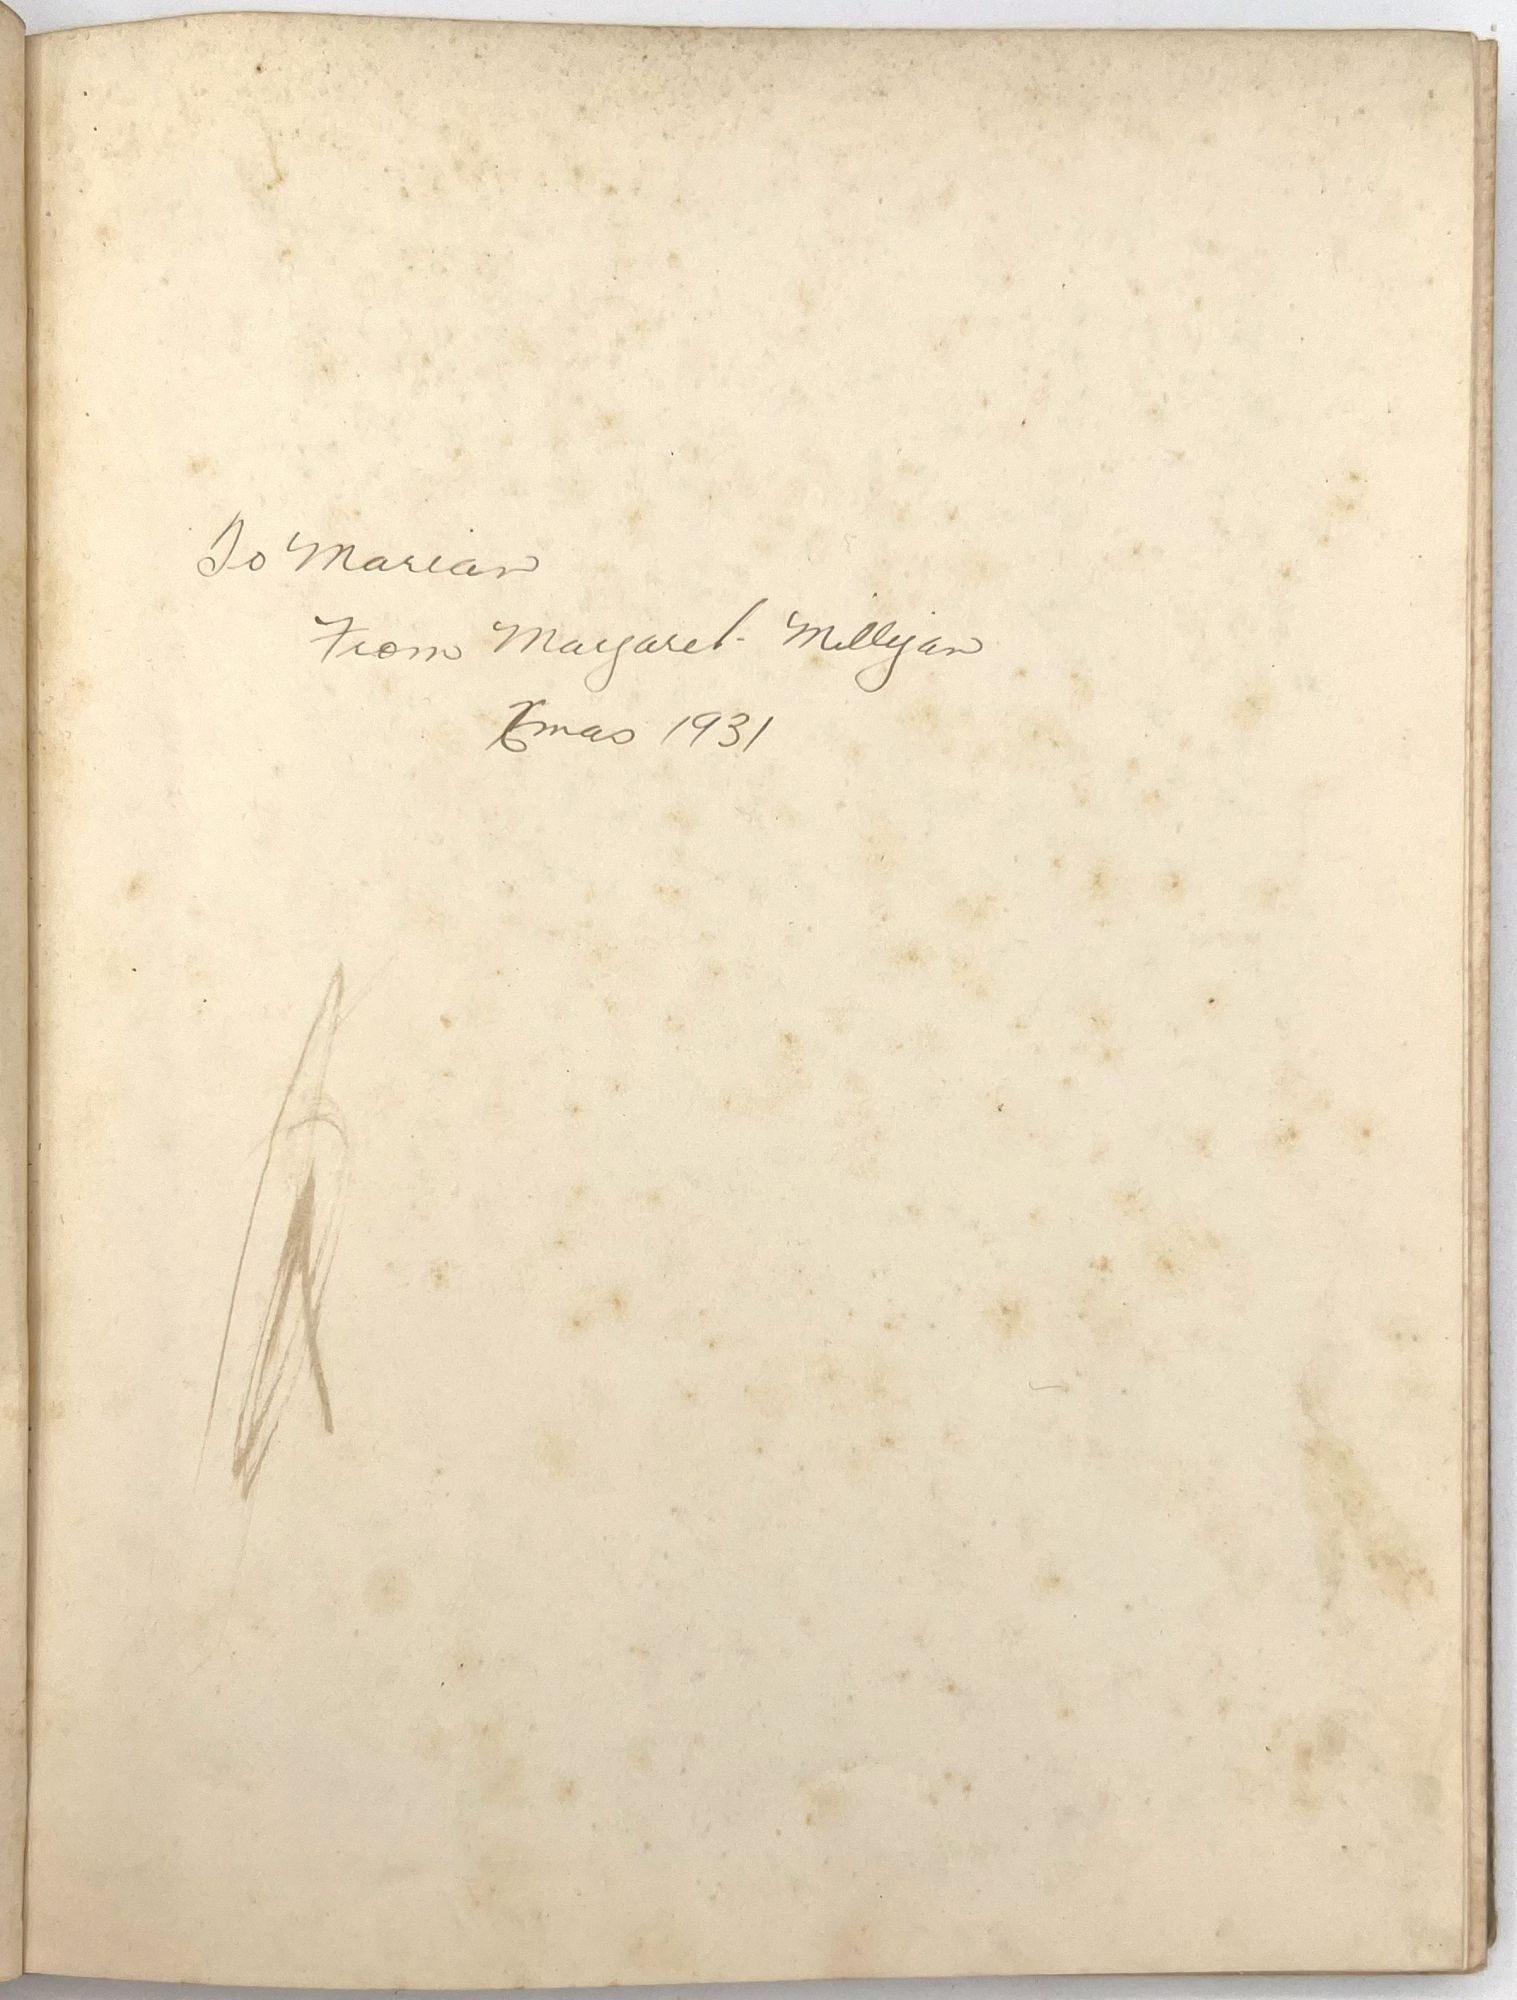 To Marian
From Margaret Milligan
Xmas 1931